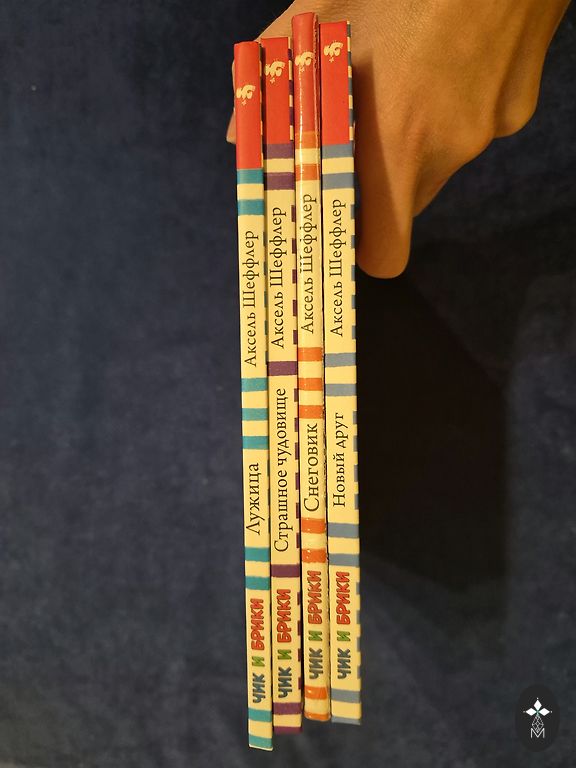 ЧИК И БРИКИ Лужица Аксель Шеффлер
ЧИК И БРИКИ Страшное чудовище Аксель Шеффлер
ЧИК И БРИКИ Снеговик Аксель Шеффлер
ЧИК И БРИКИ Новый друг Аксель Шеффлер